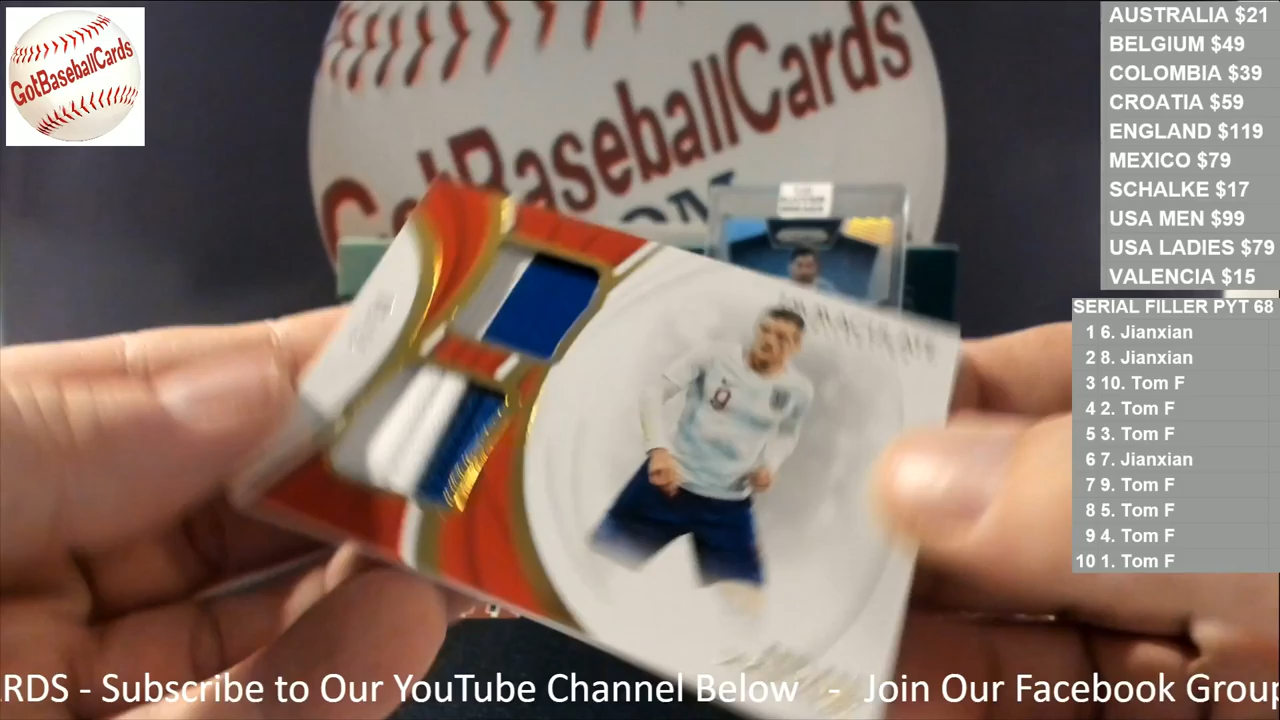 GotBaseballCards
GotBaseballCards
AUSTRALIA $21
BELGIUM $49
COLOMBIA $39
CROATIA $59
ENGLAND $119
MEXICO $79
SCHALKE $17
USA MEN $99
USA LADIES $79
VALENCIA $15
SERIAL FILLER PYT 68
1 6. Jianxian
2 8. Jianxian
3 10. Tom F
4 2. Tom F
5 3. Tom F
6 7. Jianxian
7 9. Tom F
8 5. Tom F
9 4. Tom F
10 1. Tom F
9
RDS - Subscribe to Our YouTube Channel Below - Join Our Facebook Group